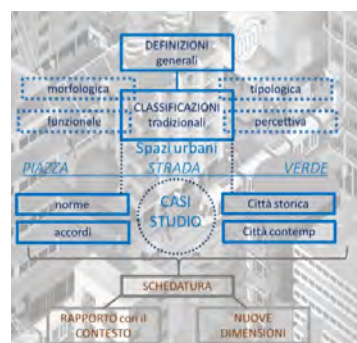 DEFINIZIONI
generali
morfologica
tipologica
CLASSIFICAZIONI
tradizionali
funzionale
percettiva
Spazi urbani
PIAZZA
STRADA
VERDE
norme
CASI
STUDIO
Città storica
accordi
Città contemp
SCHEDATURA
RAPPORTO con il
CONTESTO
NUOVE
DIMENSIONI